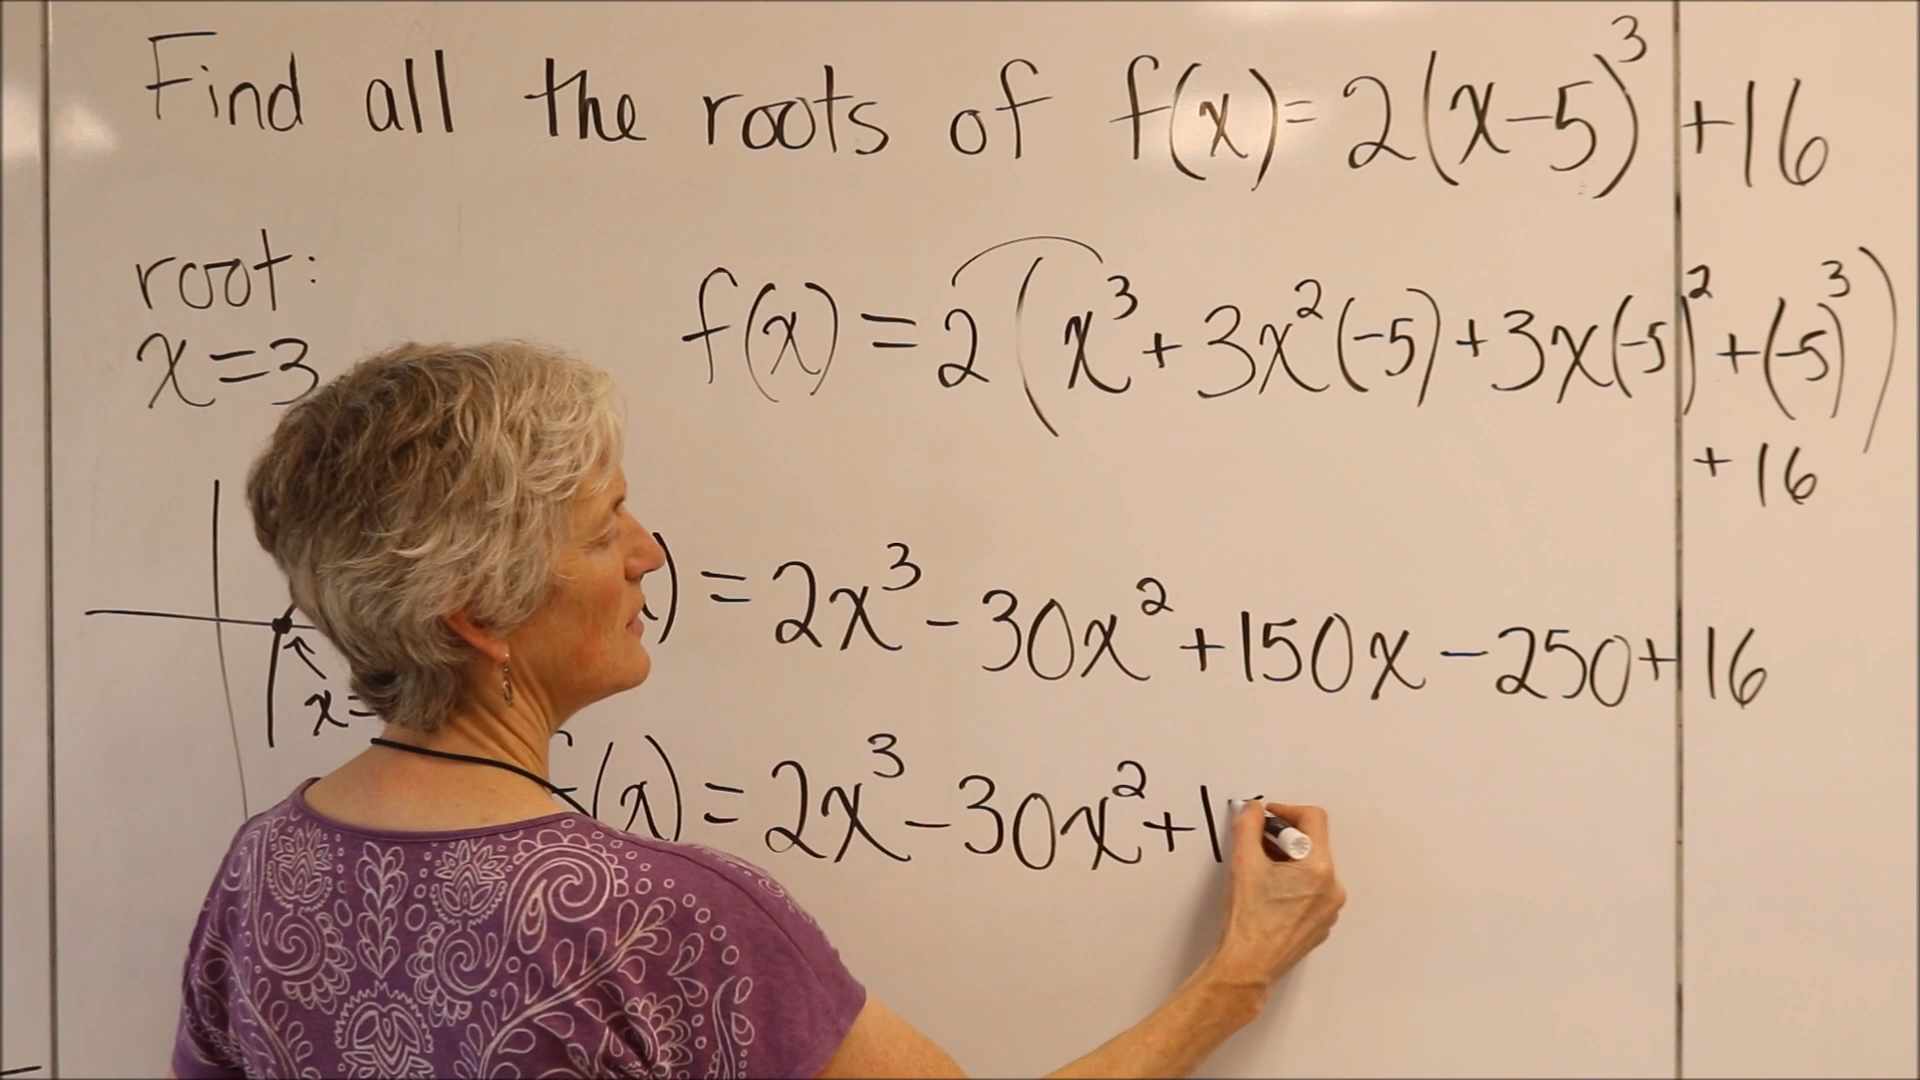 Find all the roots of f(x)=2(x-5)³+16
root:
x=3
f(x)=2(x³+3x²(-5)+3x(-5)²+(-5)³)
+16
)=2x³-30x²+150x-250+16
x=
f(x)=2x³-30x²+1